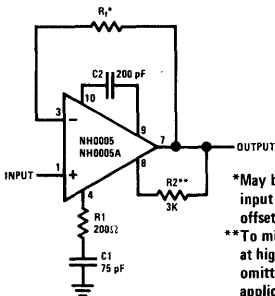 Rf*
C2
200 pF
10
3
−
9
NH0005
NH0005A
7
OUTPUT
8
INPUT
1
+
4
R2**
3K
R1
200Ω
C1
75 pF
*May b
input
offset
**To mi
at hig
omitt
applic